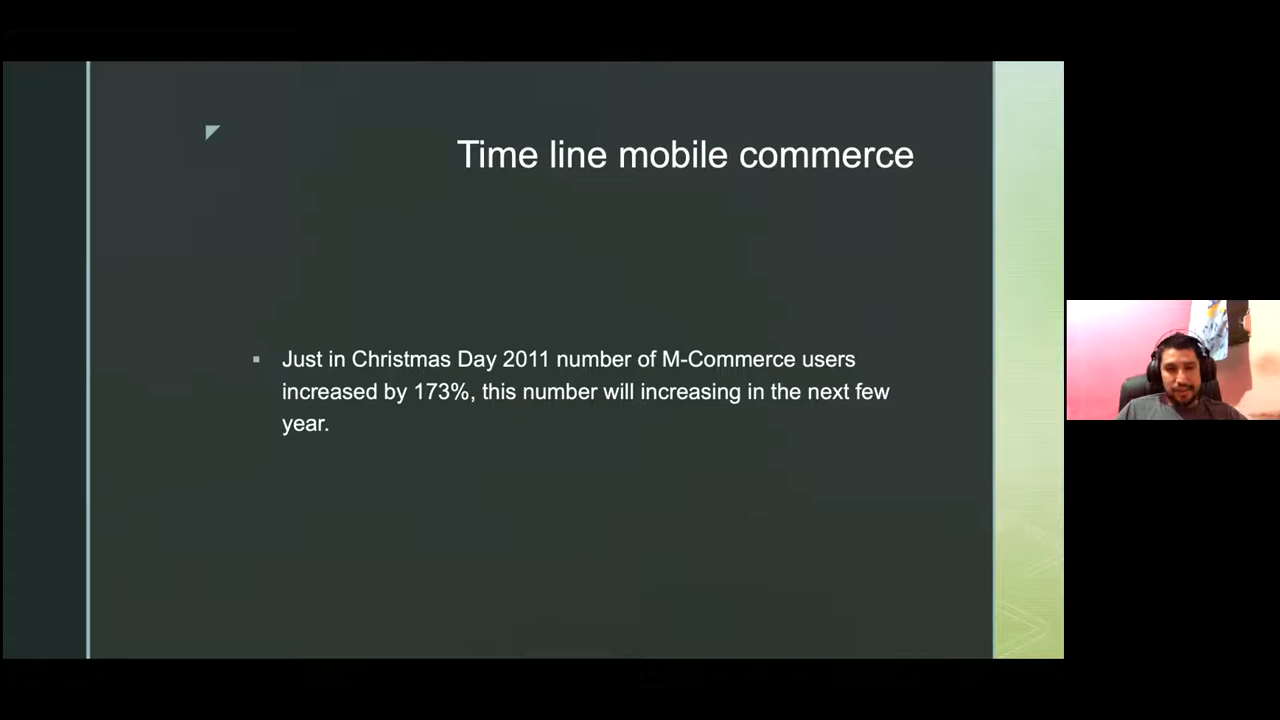 Time line mobile commerce
Just in Christmas Day 2011 number of M-Commerce users
increased by 173%, this number will increasing in the next few
year.